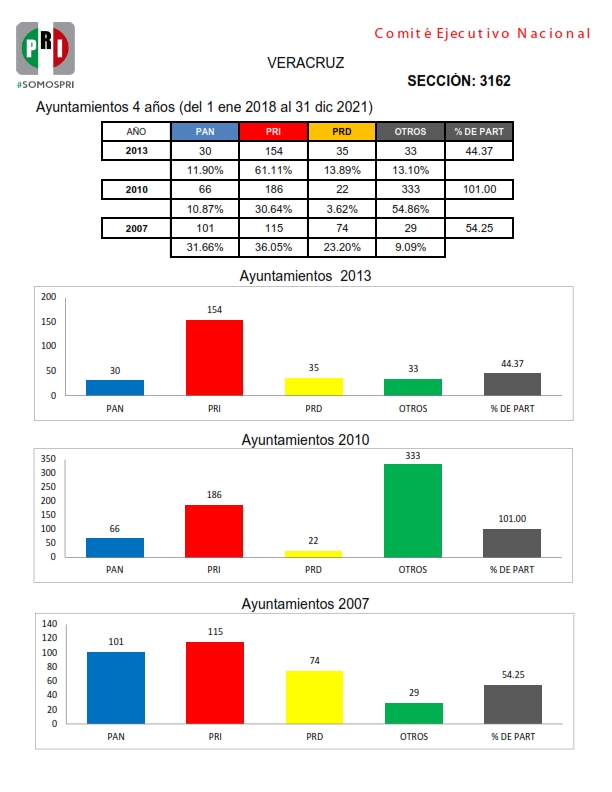 Comité Ejecutivo Nacional
PRI
#SOMOSPRI
VERACRUZ
SECCIÓN: 3162
Ayuntamientos 4 años (del 1 ene 2018 al 31 dic 2021)
AÑO PAN PRI PRD OTROS % DE PART
2013 30 154 35 33 44.37
11.90% 61.11% 13.89% 13.10%
2010 66 186 22 333 101.00
10.87% 30.64% 3.62% 54.86%
2007 101 115 74 29 54.25
31.66% 36.05% 23.20% 9.09%
Ayuntamientos 2013
200
150
100
50
0
30 154 35 33 44.37
PAN PRI PRD OTROS % DE PART
Ayuntamientos 2010
350
300
250
200
150
100
50
0
66 186 22 333 101.00
PAN PRI PRD OTROS % DE PART
Ayuntamientos 2007
140
120
100
80
60
40
20
0
101 115 74 29 54.25
PAN PRI PRD OTROS % DE PART